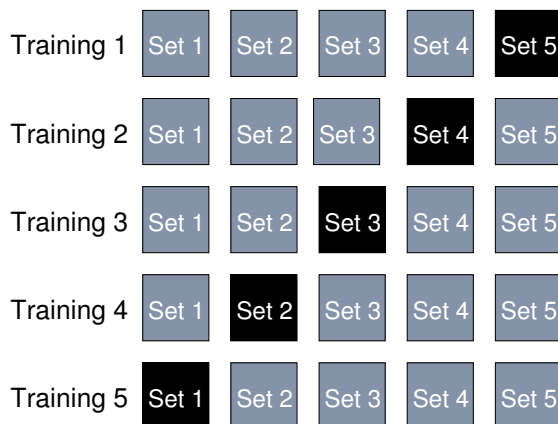 Training 1 Set 1 Set 2 Set 3 Set 4 Set 5
Training 2 Set 1 Set 2 Set 3 Set 4 Set 5
Training 3 Set 1 Set 2 Set 3 Set 4 Set 5
Training 4 Set 1 Set 2 Set 3 Set 4 Set 5
Training 5 Set 1 Set 2 Set 3 Set 4 Set 5